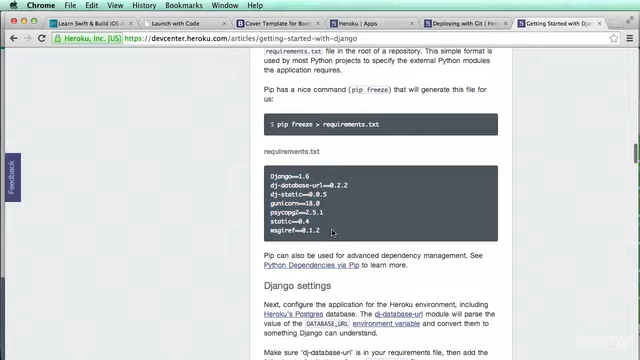 Chrome File Edit View History Bookmarks Window Help
Learn Swift & Build iOS A
Launch with Code
Cover Template for Bootst
Heroku | Apps
Deploying with Git | Hero
Getting Started with Djan
Heroku, Inc. [US] https://devcenter.heroku.com/articles/getting-started-with-django
Feedback
requirements.txt file in the root of a repository. This simple format is
used by most Python projects to specify the external Python modules
the application requires.
Pip has a nice command (pip freeze) that will generate this file for
us:
$ pip freeze > requirements.txt
requirements.txt
Django==1.6
dj-database-url==0.2.2
dj-static==0.0.5
gunicorn==18.0
psycopg2==2.5.1
static==0.4
wsgiref==0.1.2
Pip can also be used for advanced dependency management. See
Python Dependencies via Pip to learn more.
Django settings
Next, configure the application for the Heroku environment, including
Heroku's Postgres database. The dj-database-url module will parse the
value of the DATABASE_URL environment variable and convert them to
something Django can understand.
Make sure 'dj-database-url' is in your requirements file, then add the
udemy